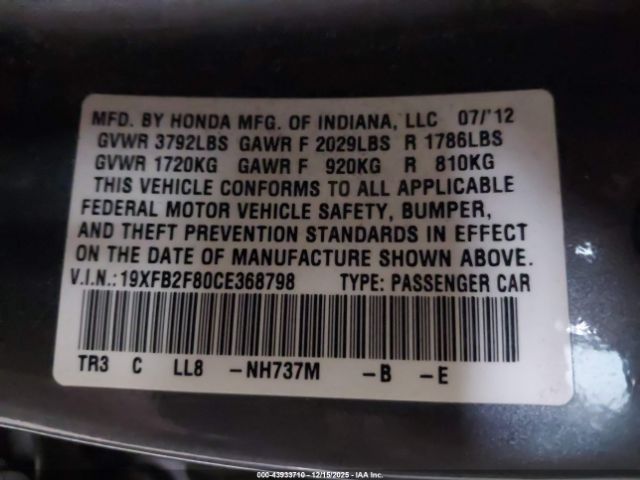 MFD. BY HONDA MFG. OF INDIANA, LLC 07/'12
GVWR 3792LBS GAWR F 2029LBS R 1786LBS
GVWR 1720KG GAWR F 920KG R 810KG
THIS VEHICLE CONFORMS TO ALL APPLICABLE
FEDERAL MOTOR VEHICLE SAFETY, BUMPER,
AND THEFT PREVENTION STANDARDS IN EFFECT
ON THE DATE OF MANUFACTURE SHOWN ABOVE.
V.I.N.:19XFB2F80CE368798 TYPE: PASSENGER CAR
TR3 C LL8 -NH737M -B -E
000-43933710 - 12/15/2025 - IAA Inc.